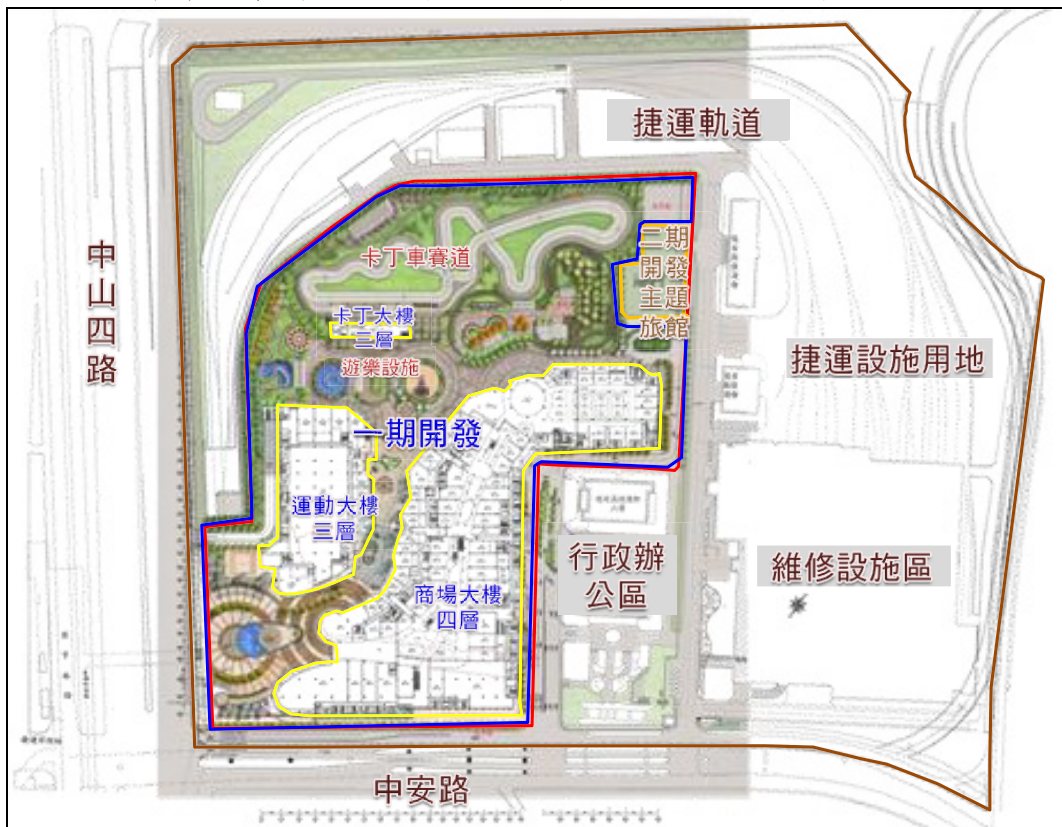 捷運軌道
二期
開發
主題
旅館
卡丁車賽道
卡丁大樓
三層
遊樂設施
中
山
四
路
捷運設施用地
一期開發
運動大樓
三層
行政辦
公區
維修設施區
商場大樓
四層
中安路